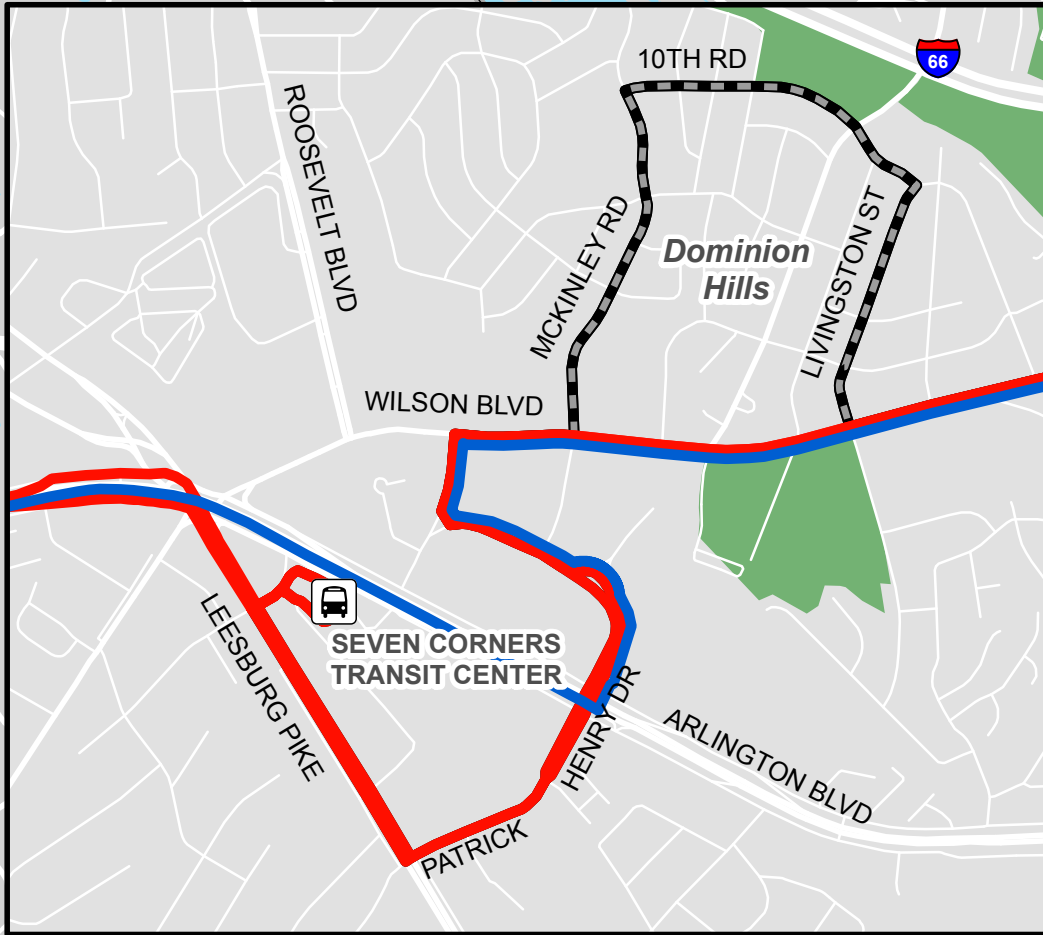 10TH RD
66
ROOSEVELT BLVD
MCKINLEY RD
Dominion
Hills
LIVINGSTON ST
WILSON BLVD
SEVEN CORNERS
TRANSIT CENTER
LEESBURG PIKE
HENRY DR
ARLINGTON BLVD
PATRICK